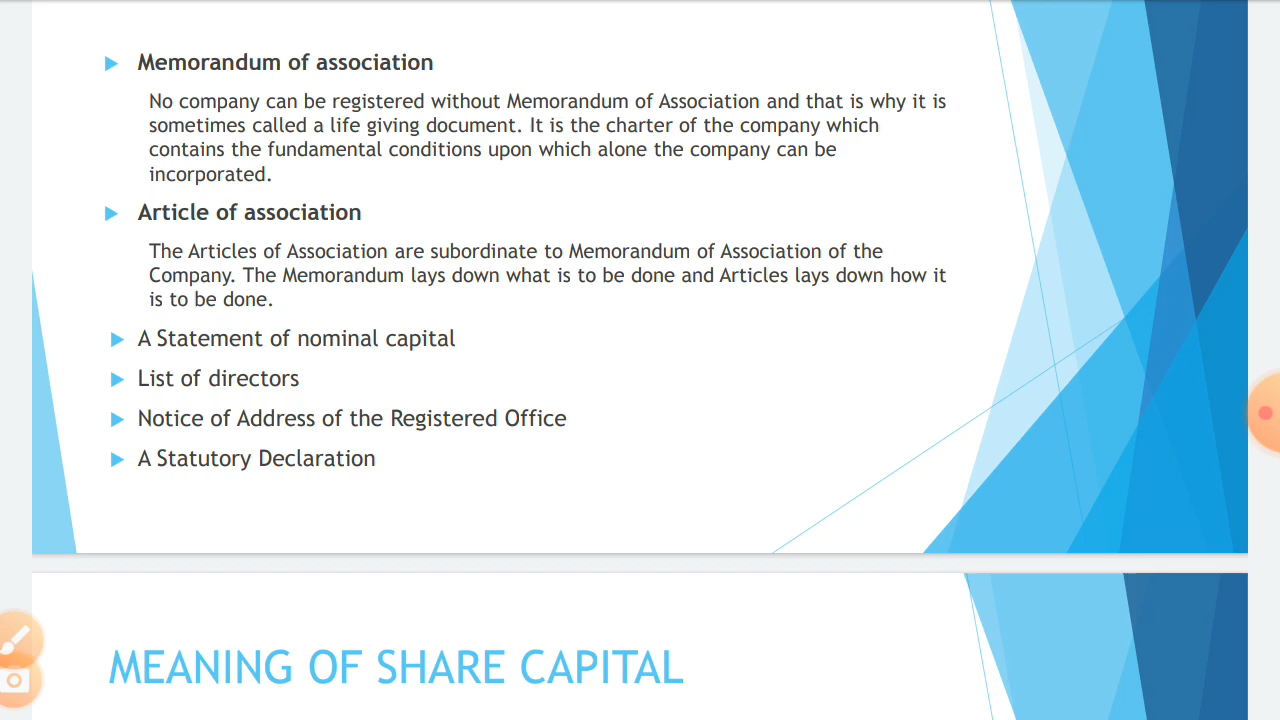 Memorandum of association
No company can be registered without Memorandum of Association and that is why it is
sometimes called a life giving document. It is the charter of the company which
contains the fundamental conditions upon which alone the company can be
incorporated.
Article of association
The Articles of Association are subordinate to Memorandum of Association of the
Company. The Memorandum lays down what is to be done and Articles lays down how it
is to be done.
A Statement of nominal capital
List of directors
Notice of Address of the Registered Office
A Statutory Declaration
MEANING OF SHARE CAPITAL